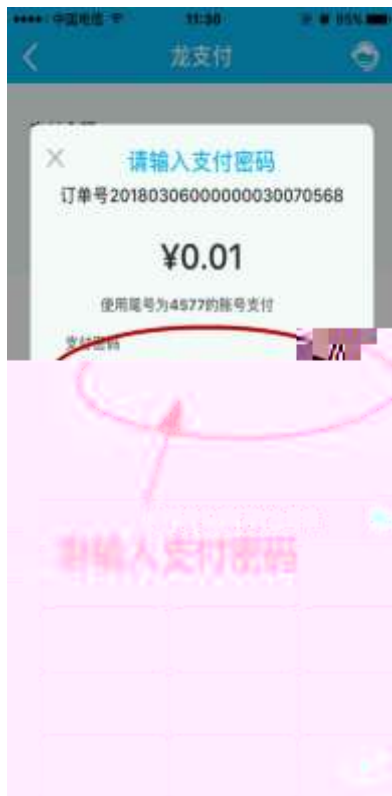 中国电信 11:30 95%
龙支付
请输入支付密码
订单号20180306000000030070568
¥0.01
使用尾号为4577的账号支付
支付密码
输入支付密码